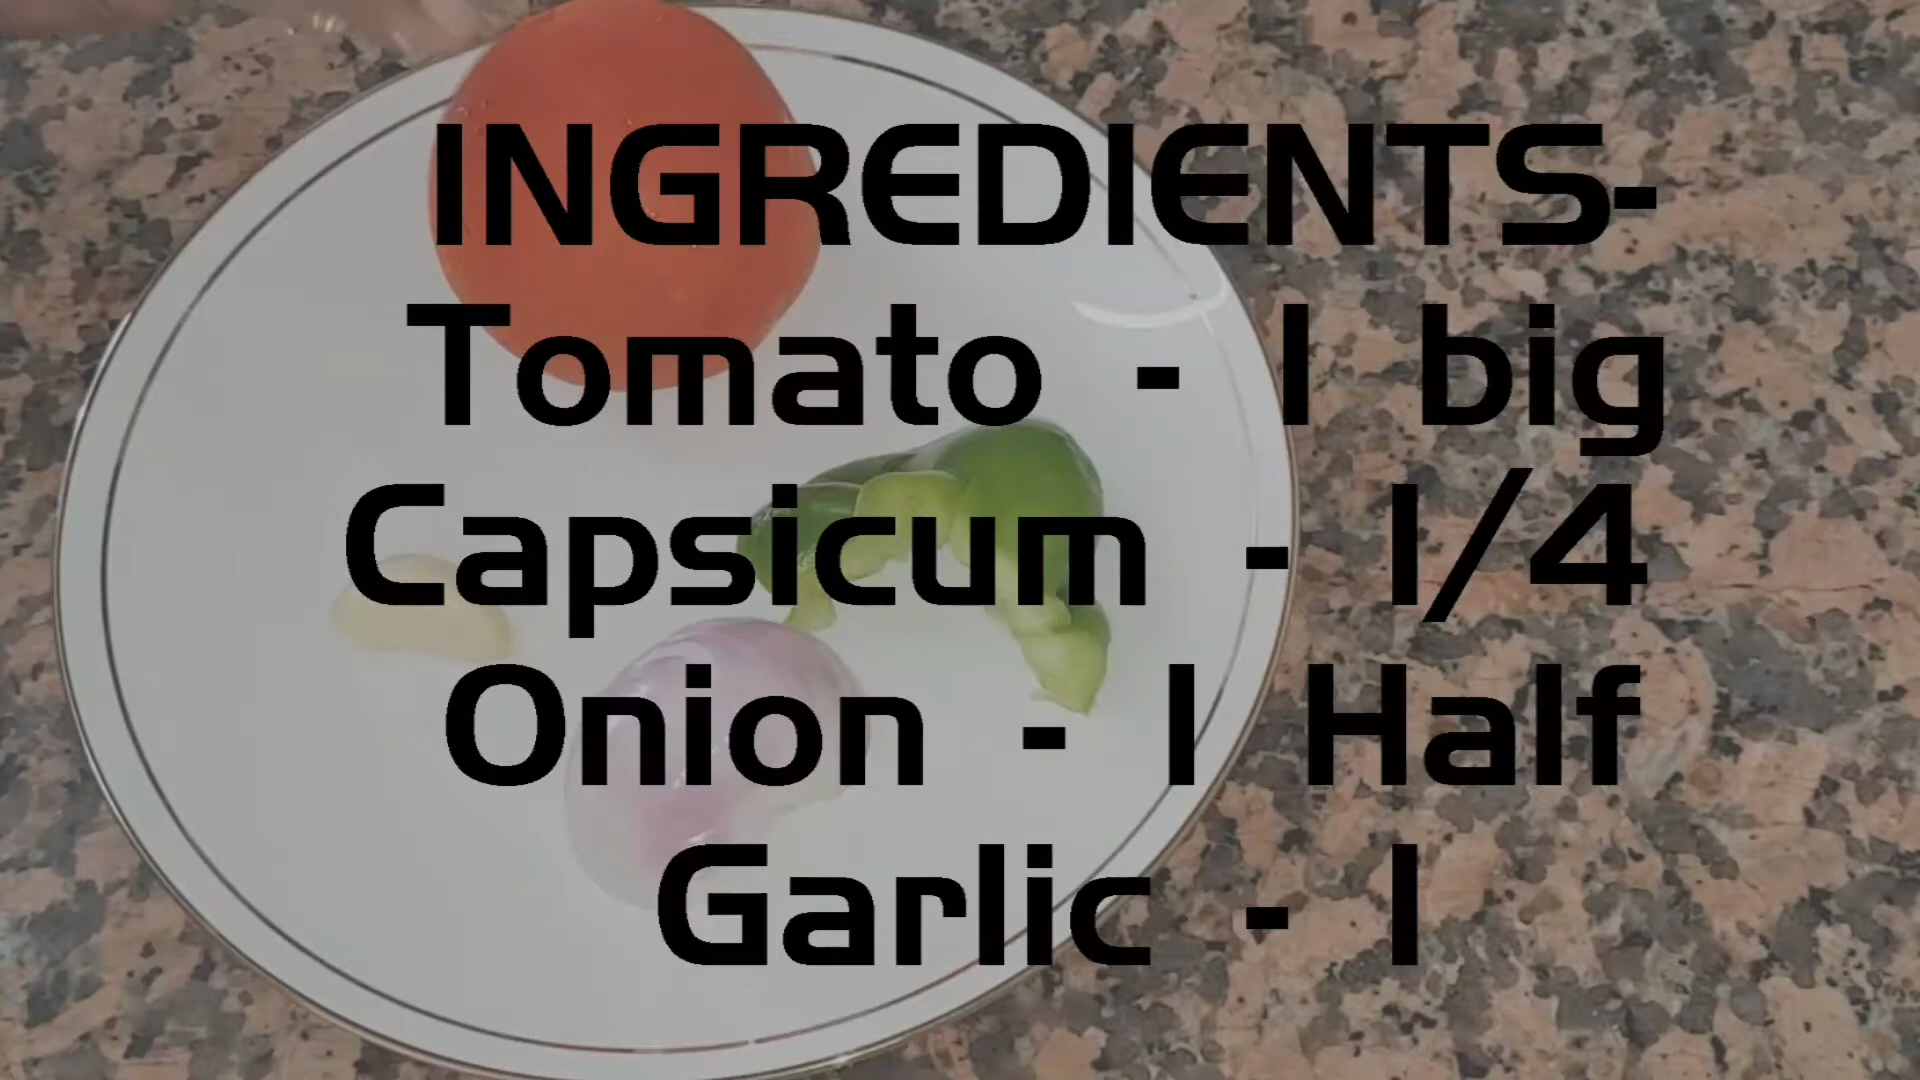 INGREDIENTS-
Tomato - 1 big
Capsicum - 1/4
Onion - 1 Half
Garlic - 1